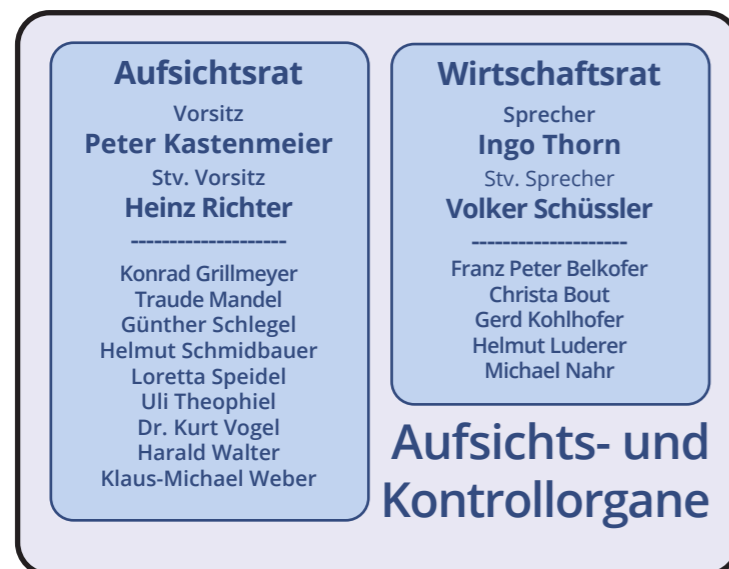 Aufsichtsrat
Vorsitz
Peter Kastenmeier
Stv. Vorsitz
Heinz Richter
--------------------
Konrad Grillmeyer
Traude Mandel
Günther Schlegel
Helmut Schmidbauer
Loretta Speidel
Uli Theophiel
Dr. Kurt Vogel
Harald Walter
Klaus-Michael Weber
Wirtschaftsrat
Sprecher
Ingo Thorn
Stv. Sprecher
Volker Schüssler
--------------------
Franz Peter Belkofer
Christa Bout
Gerd Kohlhofer
Helmut Luderer
Michael Nahr
Aufsichts- und
Kontrollorgane